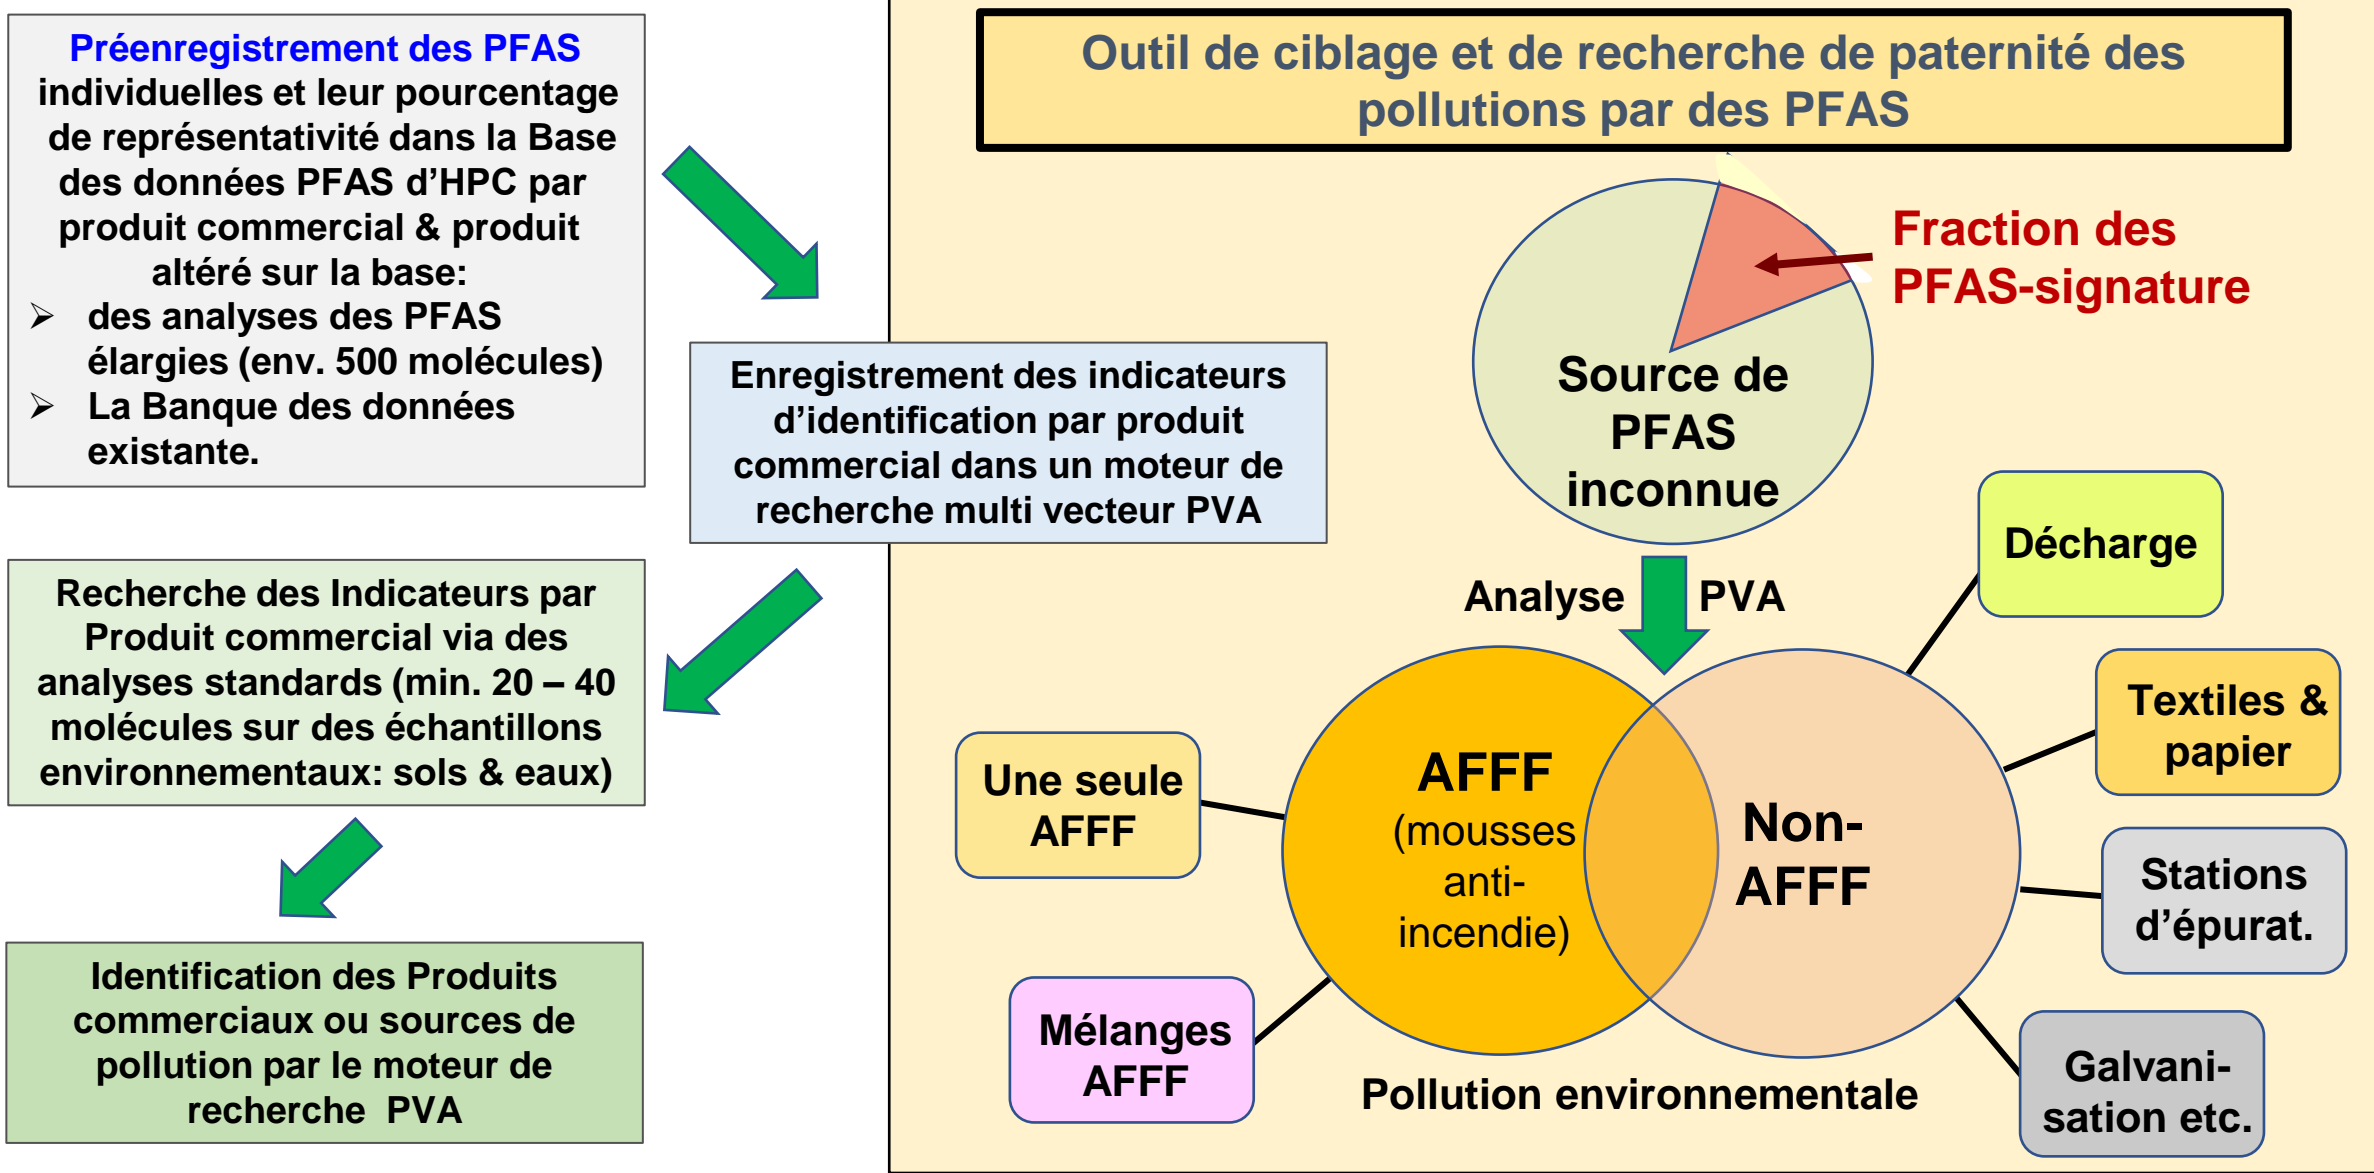 Préenregistrement des PFAS
individuelles et leur pourcentage
de représentativité dans la Base
des données PFAS d’HPC par
produit commercial & produit
altéré sur la base:
➢ des analyses des PFAS
élargies (env. 500 molécules)
➢ La Banque des données
existante.
Enregistrement des indicateurs
d’identification par produit
commercial dans un moteur de
recherche multi vecteur PVA
Recherche des Indicateurs par
Produit commercial via des
analyses standards (min. 20 – 40
molécules sur des échantillons
environnementaux: sols & eaux)
Identification des Produits
commerciaux ou sources de
pollution par le moteur de
recherche PVA
Outil de ciblage et de recherche de paternité des
pollutions par des PFAS
Fraction des
PFAS-signature
Source de
PFAS
inconnue
Analyse PVA
AFFF
(mousses
anti-
incendie)
Non-
AFFF
Une seule
AFFF
Mélanges
AFFF
Décharge
Textiles &
papier
Stations
d’épurat.
Galvani-
sation etc.
Pollution environnementale